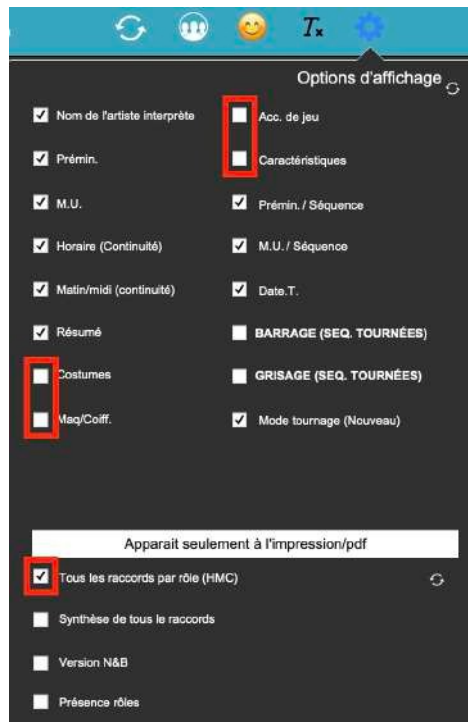 Tx
Options d'affichage
Nom de l'artiste interprète
Acc. de jeu
Prémin.
Caractéristiques
M.U.
Prémin. / Séquence
Horaire (Continuité)
M.U. / Séquence
Matin/midi (continuité)
Date.T.
Résumé
BARRAGE (SEQ. TOURNÉES)
Costumes
GRISAGE (SEQ. TOURNÉES)
Maq/Coiff.
Mode tournage (Nouveau)
Apparait seulement à l'impression/pdf
Tous les raccords par rôle (HMC)
Synthèse de tous le raccords
Version N&B
Présence rôles